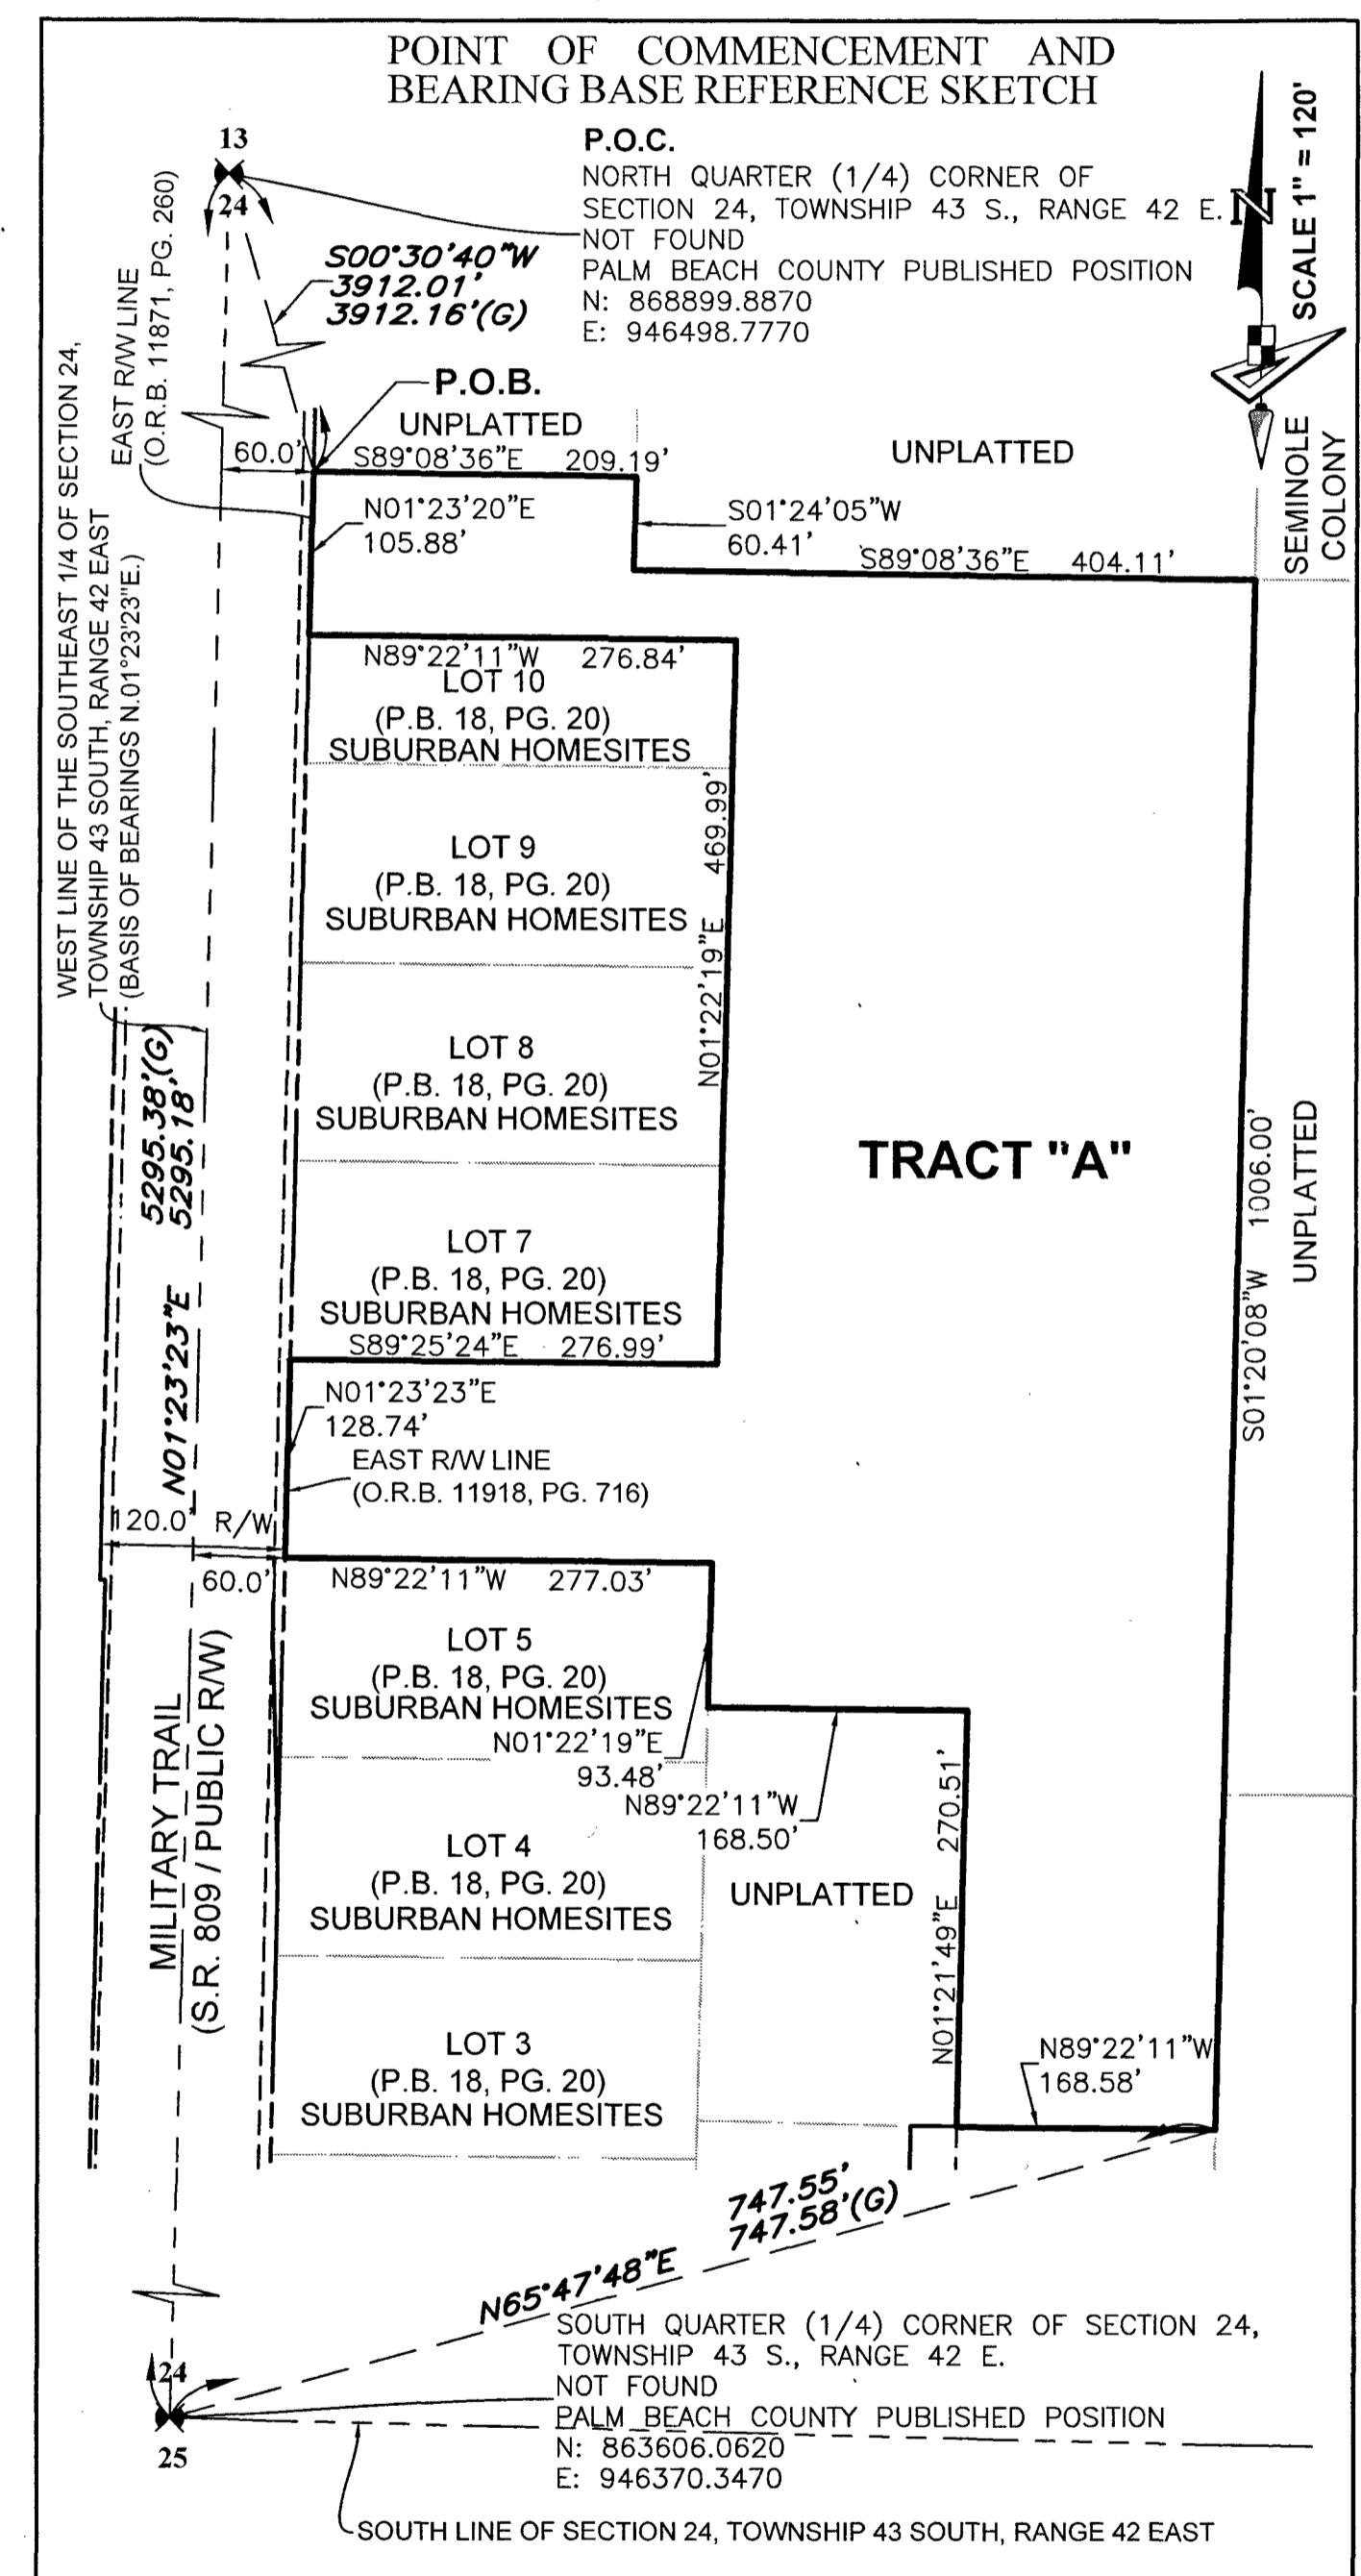 POINT OF COMMENCEMENT AND
BEARING BASE REFERENCE SKETCH
P.O.C.
NORTH QUARTER (1/4) CORNER OF
SECTION 24, TOWNSHIP 43 S., RANGE 42 E.
NOT FOUND
PALM BEACH COUNTY PUBLISHED POSITION
N: 868899.8870
E: 946498.7770
N
SCALE 1" = 120'
13
24
S00°30'40"W
3912.01'
3912.16'(G)
EAST R/W LINE
(O.R.B. 11871, PG. 260)
WEST LINE OF THE SOUTHEAST 1/4 OF SECTION 24,
TOWNSHIP 43 SOUTH, RANGE 42 EAST
(BASIS OF BEARINGS N.01°23'23"E.)
P.O.B.
UNPLATTED
60.0'
S89°08'36"E 209.19'
UNPLATTED
SEMINOLE
COLONY
N01°23'20"E
105.88'
S01°24'05"W
60.41'
S89°08'36"E 404.11'
N89°22'11"W 276.84'
LOT 10
(P.B. 18, PG. 20)
SUBURBAN HOMESITES
N01°22'19"E 469.99'
LOT 9
(P.B. 18, PG. 20)
SUBURBAN HOMESITES
LOT 8
(P.B. 18, PG. 20)
SUBURBAN HOMESITES
5295.38'(G)
N01°23'23"E 5295.18'
TRACT "A"
S01°20'08"W 1006.00'
UNPLATTED
LOT 7
(P.B. 18, PG. 20)
SUBURBAN HOMESITES
S89°25'24"E 276.99'
N01°23'23"E
128.74'
EAST R/W LINE
(O.R.B. 11918, PG. 716)
120.0' R/W
60.0'
N89°22'11"W 277.03'
LOT 5
(P.B. 18, PG. 20)
SUBURBAN HOMESITES
N01°22'19"E
93.48'
N89°22'11"W
168.50'
MILITARY TRAIL
(S.R. 809 / PUBLIC R/W)
LOT 4
(P.B. 18, PG. 20)
SUBURBAN HOMESITES
UNPLATTED
N01°21'49"E 270.51'
LOT 3
(P.B. 18, PG. 20)
SUBURBAN HOMESITES
N89°22'11"W
168.58'
747.55'
747.58'(G)
N65°47'48"E
SOUTH QUARTER (1/4) CORNER OF SECTION 24,
TOWNSHIP 43 S., RANGE 42 E.
NOT FOUND
PALM BEACH COUNTY PUBLISHED POSITION
N: 863606.0620
E: 946370.3470
24
25
SOUTH LINE OF SECTION 24, TOWNSHIP 43 SOUTH, RANGE 42 EAST